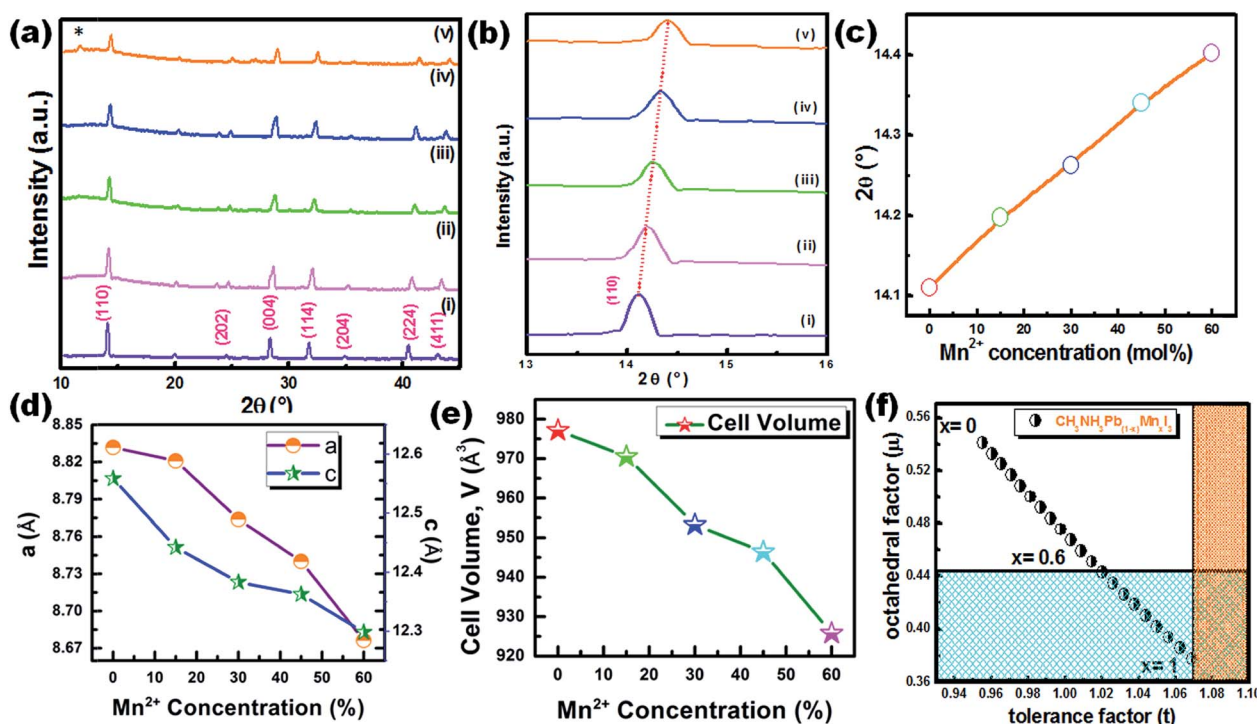 (a)
*
(v)
(iv)
(iii)
(ii)
(i)
(110)
(202)
(004)
(114)
(204)
(224)
(411)
Intensity (a.u.)
10 20 30 40
2θ (°)
(b)
(v)
(iv)
(iii)
(ii)
(110)
(i)
Intensity (a.u.)
13 14 15 16
2θ (°)
(c)
14.4
14.3
14.2
14.1
2θ (°)
0 10 20 30 40 50 60
Mn²⁺ concentration (mol%)
(d)
8.85
8.82
8.79
8.76
8.73
8.70
8.67
a (Å)
a
c
12.6
12.5
12.4
12.3
c (Å)
0 10 20 30 40 50 60
Mn²⁺ Concentration (%)
(e)
980
970
960
950
945
930
920
Cell Volume, V (Å³)
Cell Volume
0 10 20 30 40 50 60
Mn²⁺ Concentration (%)
(f)
0.56
0.52
0.48
0.44
0.40
0.36
octahedral factor (μ)
CH₃NH₃Pb₍₁₋ₓ₎MnₓI₃
x= 0
x= 0.6
x= 1
0.94 0.96 0.98 1.00 1.02 1.04 1.06 1.08 1.10
tolerance factor (t)